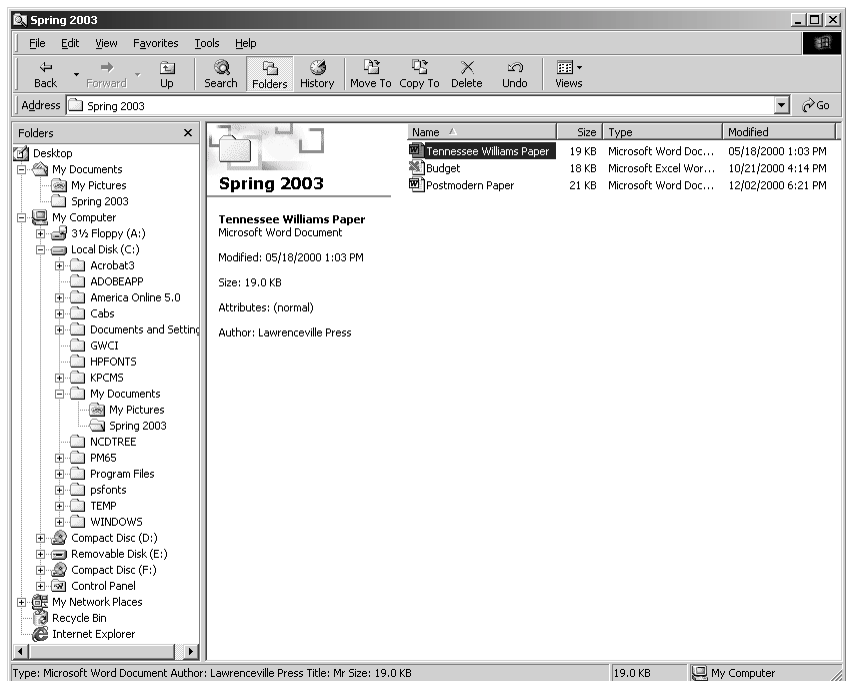 Spring 2003
File Edit View Favorites Tools Help
Back Forward Up Search Folders History Move To Copy To Delete Undo Views
Address Spring 2003 Go
Folders
Desktop
My Documents
My Pictures
Spring 2003
My Computer
3½ Floppy (A:)
Local Disk (C:)
Acrobat3
ADOBEAPP
America Online 5.0
Cabs
Documents and Setting
GWCI
HPFONTS
KPCMS
My Documents
My Pictures
Spring 2003
NCDTREE
PM65
Program Files
psfonts
TEMP
WINDOWS
Compact Disc (D:)
Removable Disk (E:)
Compact Disc (F:)
Control Panel
My Network Places
Recycle Bin
Internet Explorer
Spring 2003
Tennessee Williams Paper
Microsoft Word Document
Modified: 05/18/2000 1:03 PM
Size: 19.0 KB
Attributes: (normal)
Author: Lawrenceville Press
Name Size Type Modified
Tennessee Williams Paper 19 KB Microsoft Word Doc... 05/18/2000 1:03 PM
Budget 18 KB Microsoft Excel Wor... 10/21/2000 4:14 PM
Postmodern Paper 21 KB Microsoft Word Doc... 12/02/2000 6:21 PM
Type: Microsoft Word Document Author: Lawrenceville Press Title: Mr Size: 19.0 KB 19.0 KB My Computer